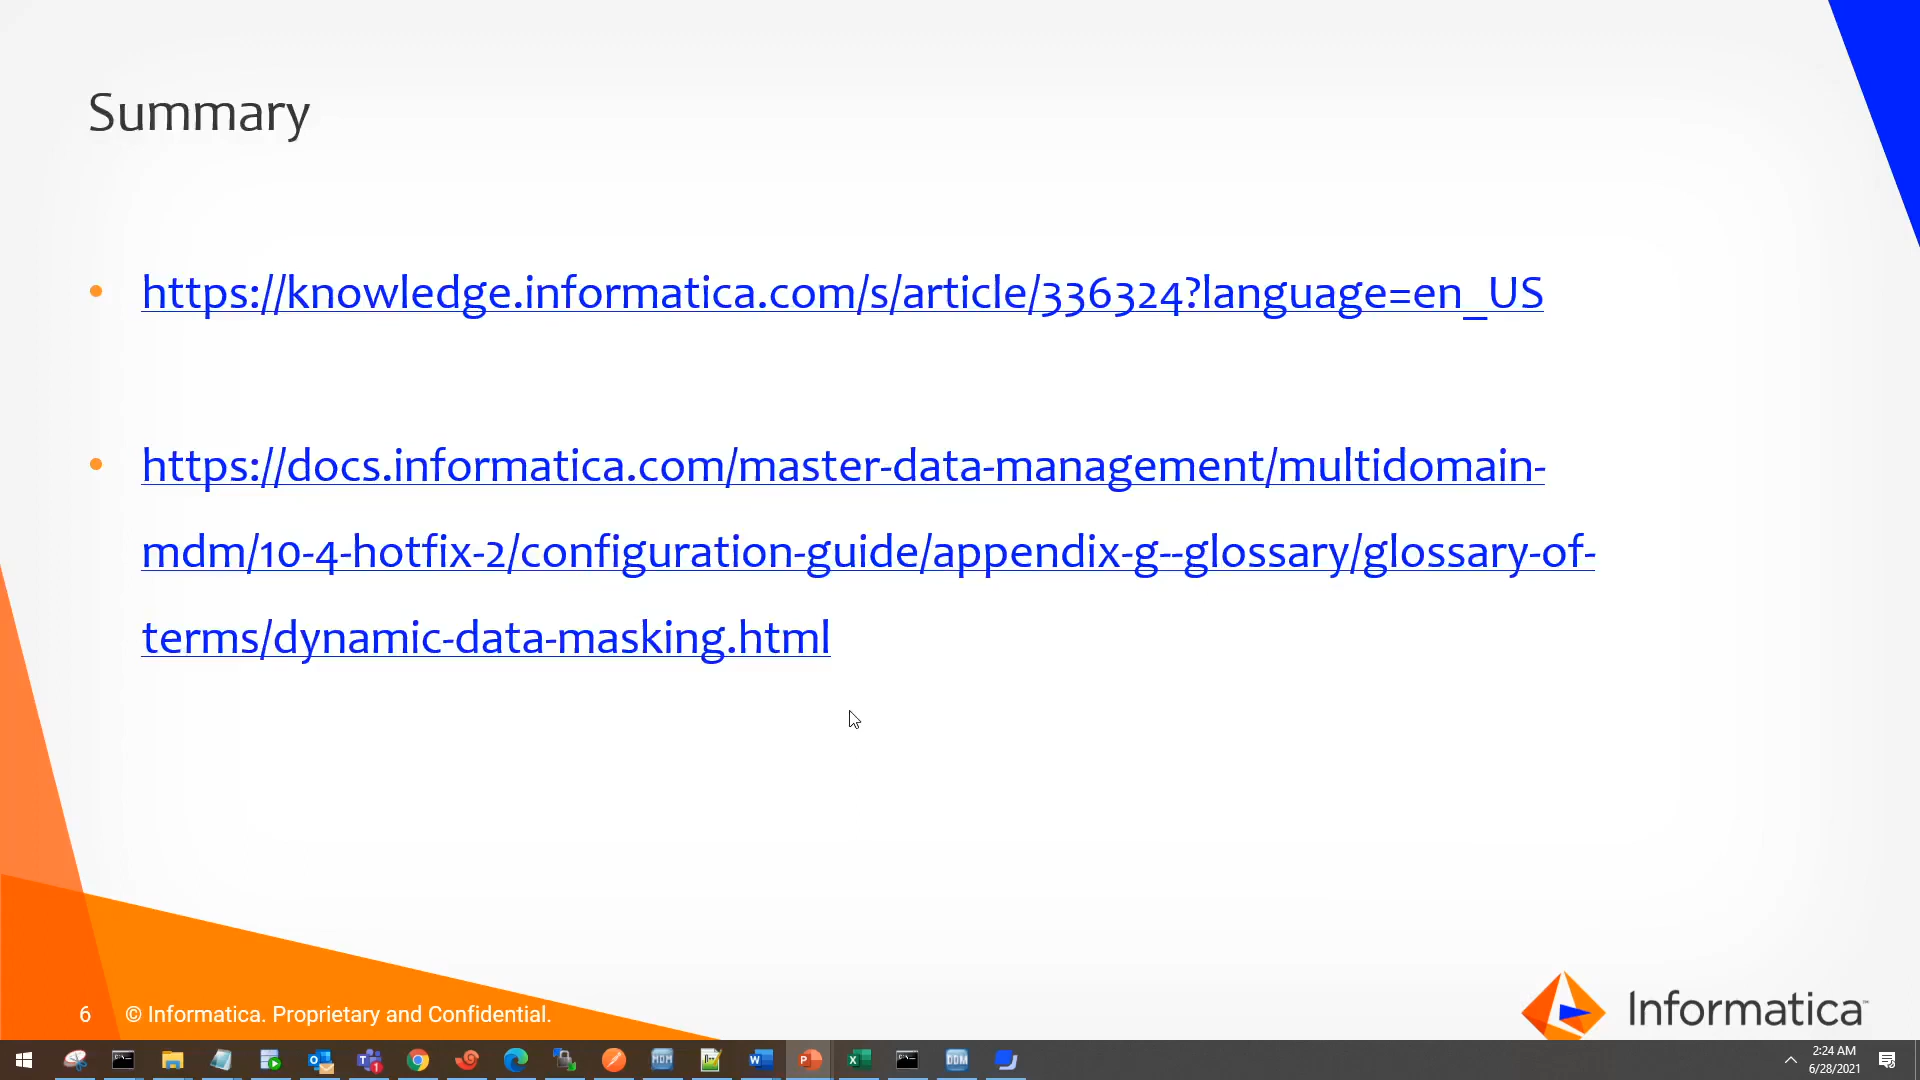 Summary
• https://knowledge.informatica.com/s/article/336324?language=en_US
• https://docs.informatica.com/master-data-management/multidomain-
mdm/10-4-hotfix-2/configuration-guide/appendix-g--glossary/glossary-of-
terms/dynamic-data-masking.html
6 © Informatica. Proprietary and Confidential.
Informatica™
2:24 AM
6/28/2021